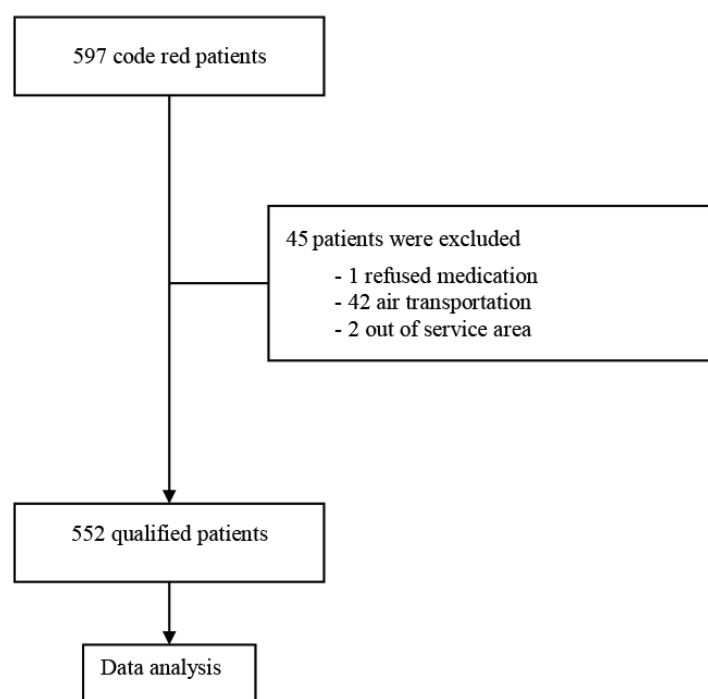 597 code red patients
45 patients were excluded
- 1 refused medication
- 42 air transportation
- 2 out of service area
552 qualified patients
Data analysis